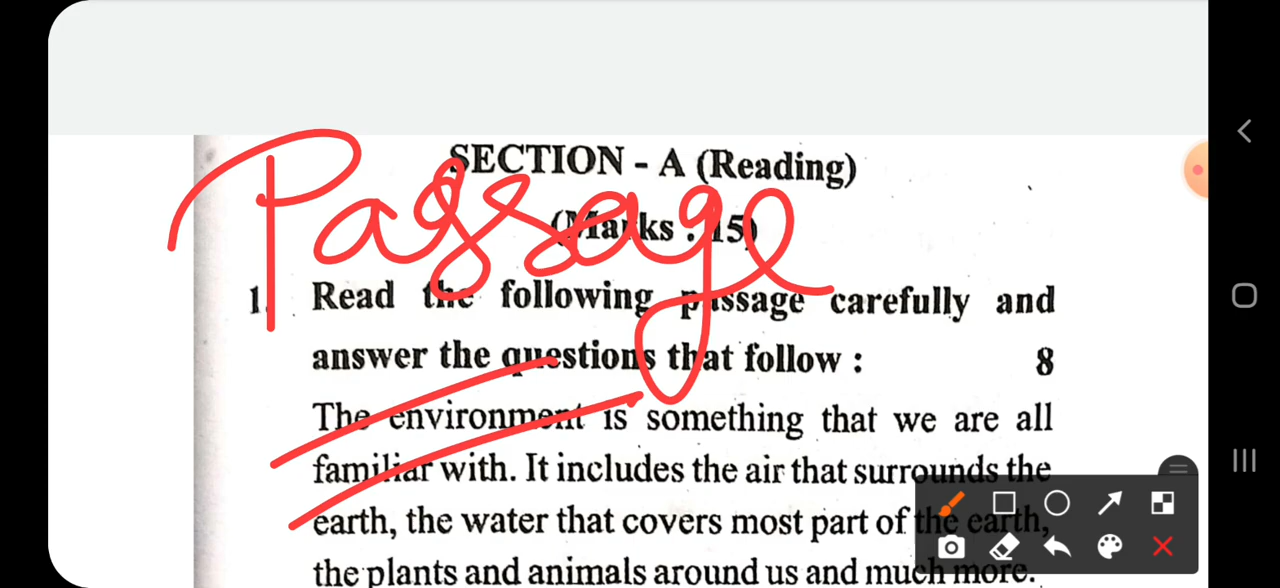 SECTION - A (Reading)
Passage
(Marks : 15)
1. Read the following passage carefully and
answer the questions that follow : 8
The environment is something that we are all
familiar with. It includes the air that surrounds the
earth, the water that covers most part of the earth,
the plants and animals around us and much more.